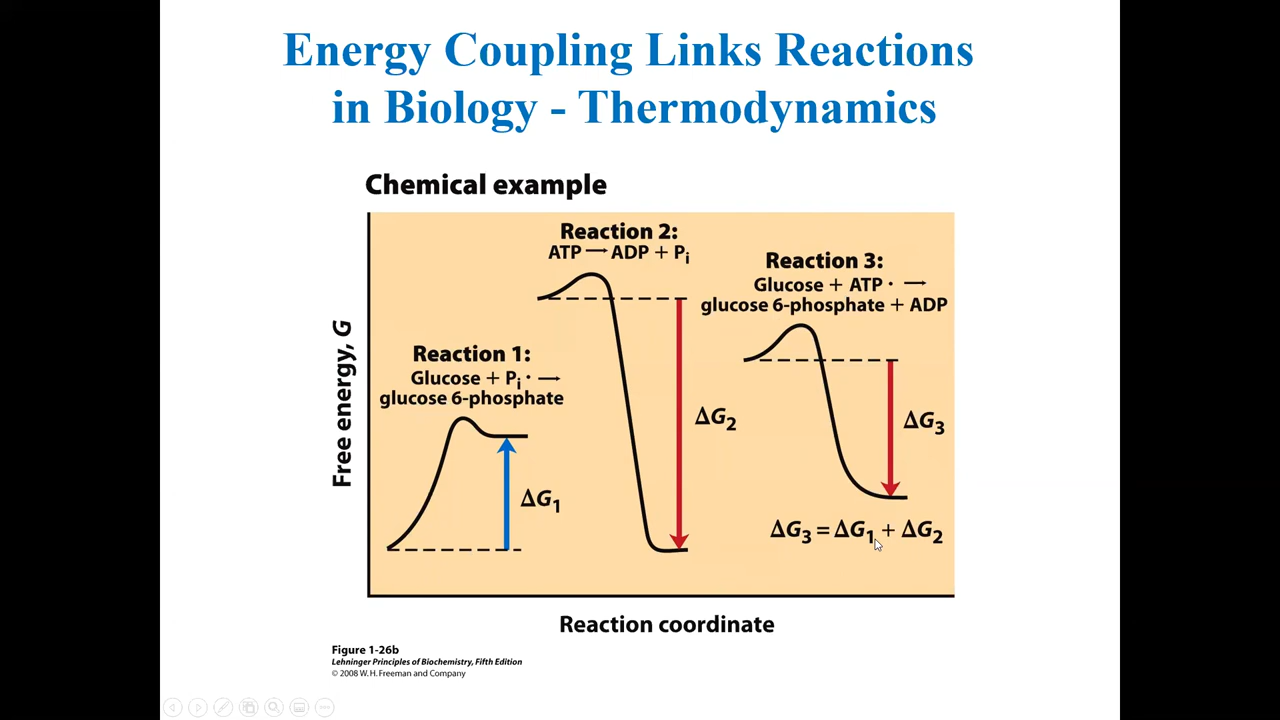 Energy Coupling Links Reactions
in Biology - Thermodynamics
Chemical example
Free energy, G
Reaction 1:
Glucose + Pi · ⟶
glucose 6-phosphate
ΔG1
Reaction 2:
ATP ⟶ ADP + Pi
ΔG2
Reaction 3:
Glucose + ATP · ⟶
glucose 6-phosphate + ADP
ΔG3
ΔG3 = ΔG1 + ΔG2
Reaction coordinate
Figure 1-26b
Lehninger Principles of Biochemistry, Fifth Edition
© 2008 W. H. Freeman and Company